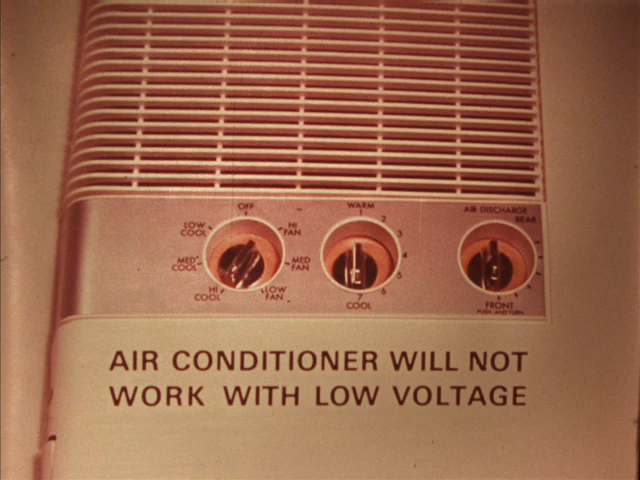 OFF
LOW COOL
HI FAN
MED COOL
MED FAN
HI COOL
LOW FAN
WARM
2
3
4
5
6
7
COOL
AIR DISCHARGE
REAR
FRONT
PUSH AND TURN
AIR CONDITIONER WILL NOT
WORK WITH LOW VOLTAGE